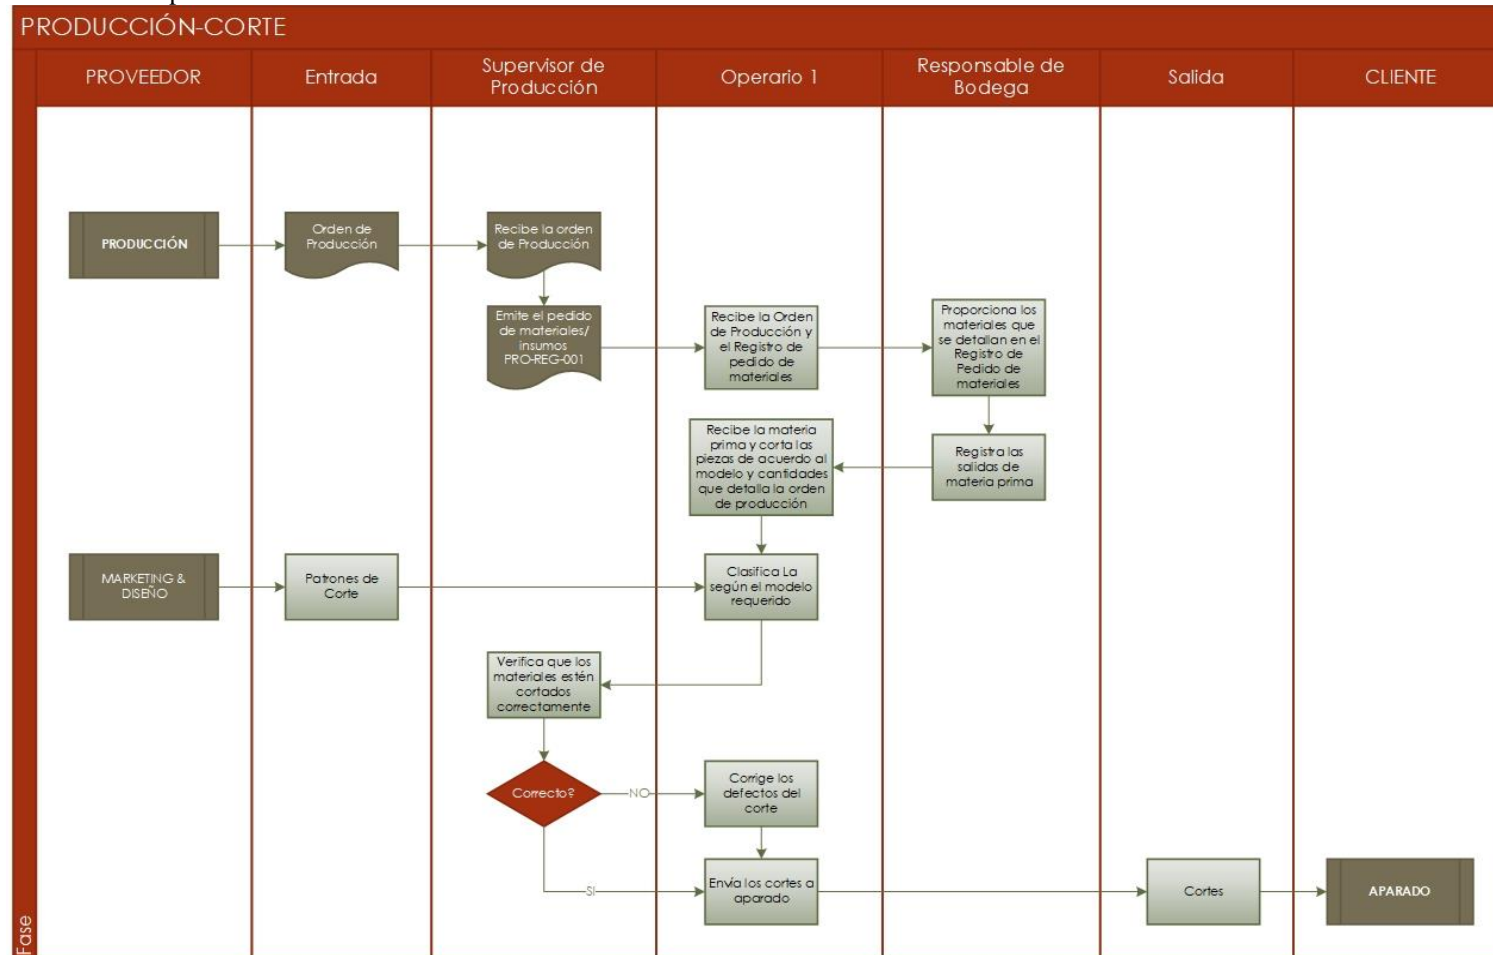 PRODUCCIÓN-CORTE
PROVEEDOR
Entrada
Supervisor de
Producción
Operario 1
Responsable de
Bodega
Salida
CLIENTE
PRODUCCIÓN
Orden de
Producción
Recibe la orden
de Producción
Emite el pedido
de materiales/
insumos
PRO-REG-001
Recibe la Orden
de Producción y
el Registro de
pedido de
materiales
Proporciona los
materiales que
se detallan en el
Registro de
Pedido de
materiales
Recibe la materia
prima y corta las
piezas de acuerdo al
modelo y cantidades
que detalla la orden
de producción
Registra las
salidas de
materia prima
MARKETING &
DISEÑO
Patrones de
Corte
Clasifica La
según el modelo
requerido
Verifica que los
materiales estén
cortados
correctamente
Correcto?
NO
Corrige los
defectos del
corte
SI
Envía los cortes a
aparado
Cortes
APARADO
Fase